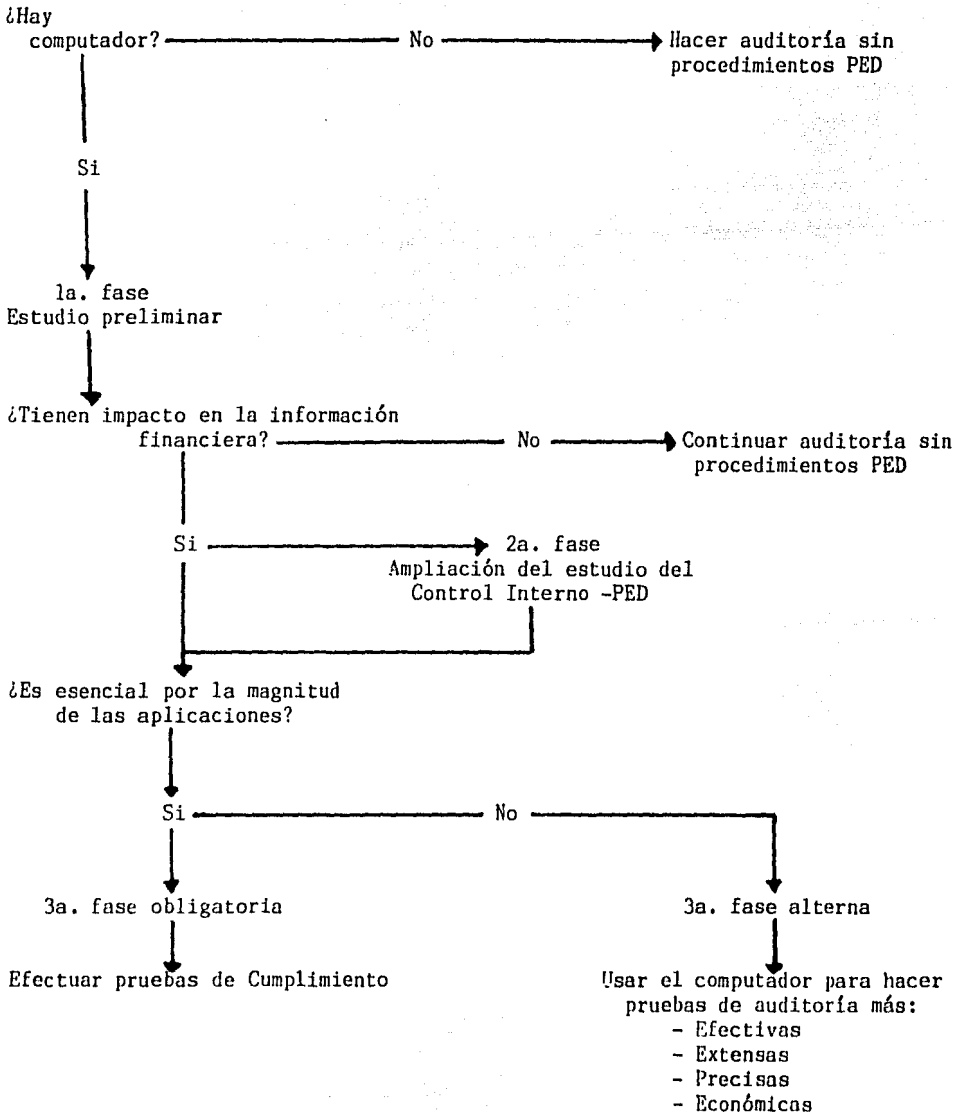 ¿Hay
computador? No Hacer auditoría sin
procedimientos PED
Si
1a. fase
Estudio preliminar
¿Tienen impacto en la información
financiera? No Continuar auditoría sin
procedimientos PED
Si 2a. fase
Ampliación del estudio del
Control Interno -PED
¿Es esencial por la magnitud
de las aplicaciones?
Si No
3a. fase obligatoria 3a. fase alterna
Efectuar pruebas de Cumplimiento Usar el computador para hacer
pruebas de auditoría más:
- Efectivas
- Extensas
- Precisas
- Económicas